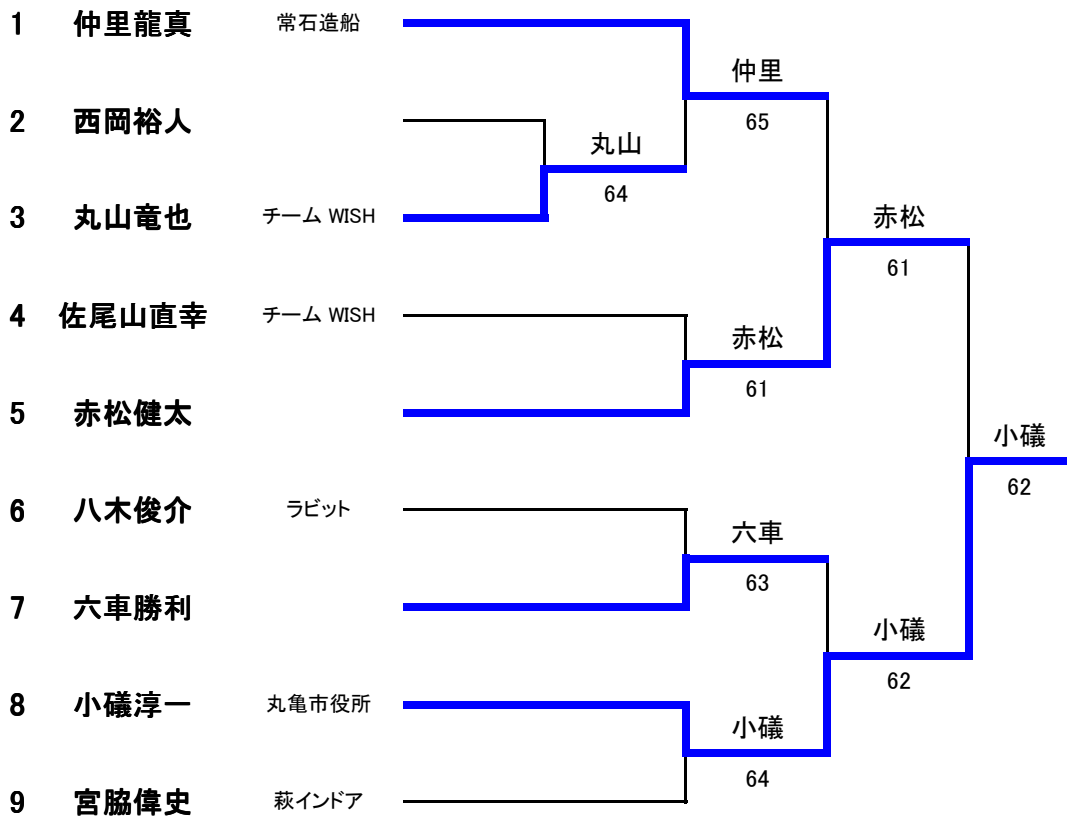 1 仲里龍真 常石造船
仲里
65
2 西岡裕人
丸山
64
3 丸山竜也 チーム WISH
赤松
61
4 佐尾山直幸 チーム WISH
赤松
61
5 赤松健太
小礒
62
6 八木俊介 ラビット
六車
63
7 六車勝利
小礒
62
8 小礒淳一 丸亀市役所
小礒
64
9 宮脇偉史 萩インドア